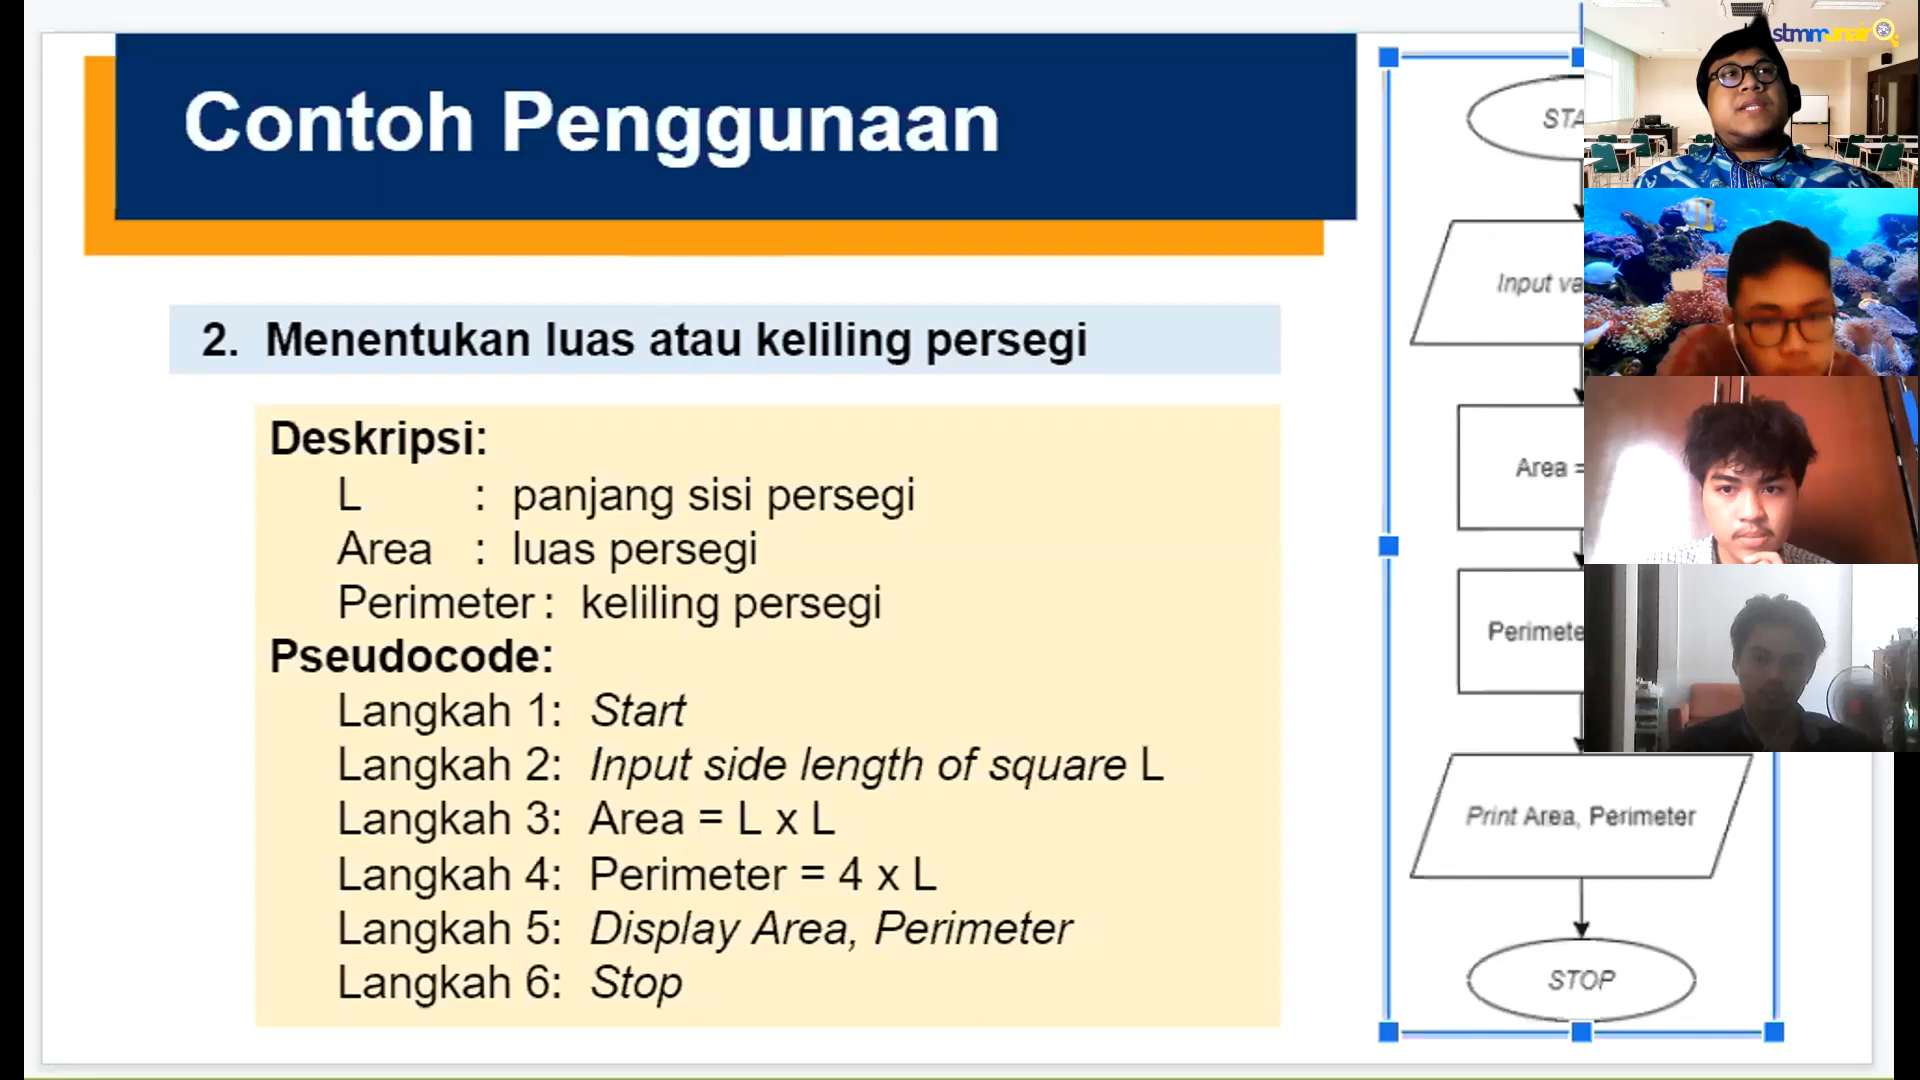 Contoh Penggunaan
2. Menentukan luas atau keliling persegi
Deskripsi:
L : panjang sisi persegi
Area : luas persegi
Perimeter : keliling persegi
Pseudocode:
Langkah 1: Start
Langkah 2: Input side length of square L
Langkah 3: Area = L x L
Langkah 4: Perimeter = 4 x L
Langkah 5: Display Area, Perimeter
Langkah 6: Stop
Input
Area =
Print Area, Perimeter
STOP